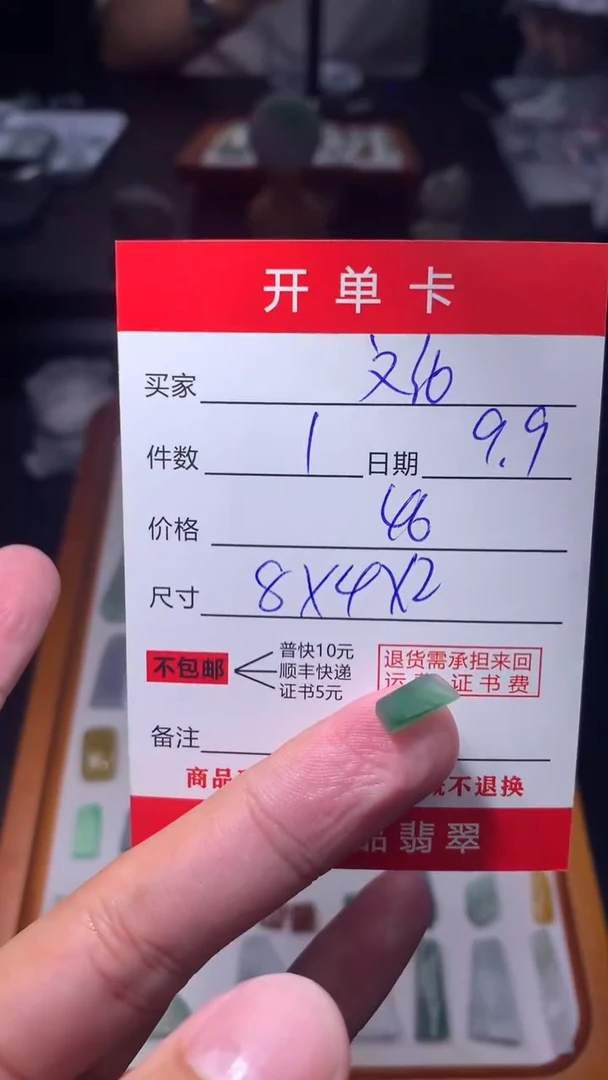 开单卡
买家
件数 1 日期 9.9
价格 46
尺寸 8X4X2
不包邮
普快10元
顺丰快递
证书5元
退货需承担来回
运 证书费
备注
商品 不退换
品翡翠